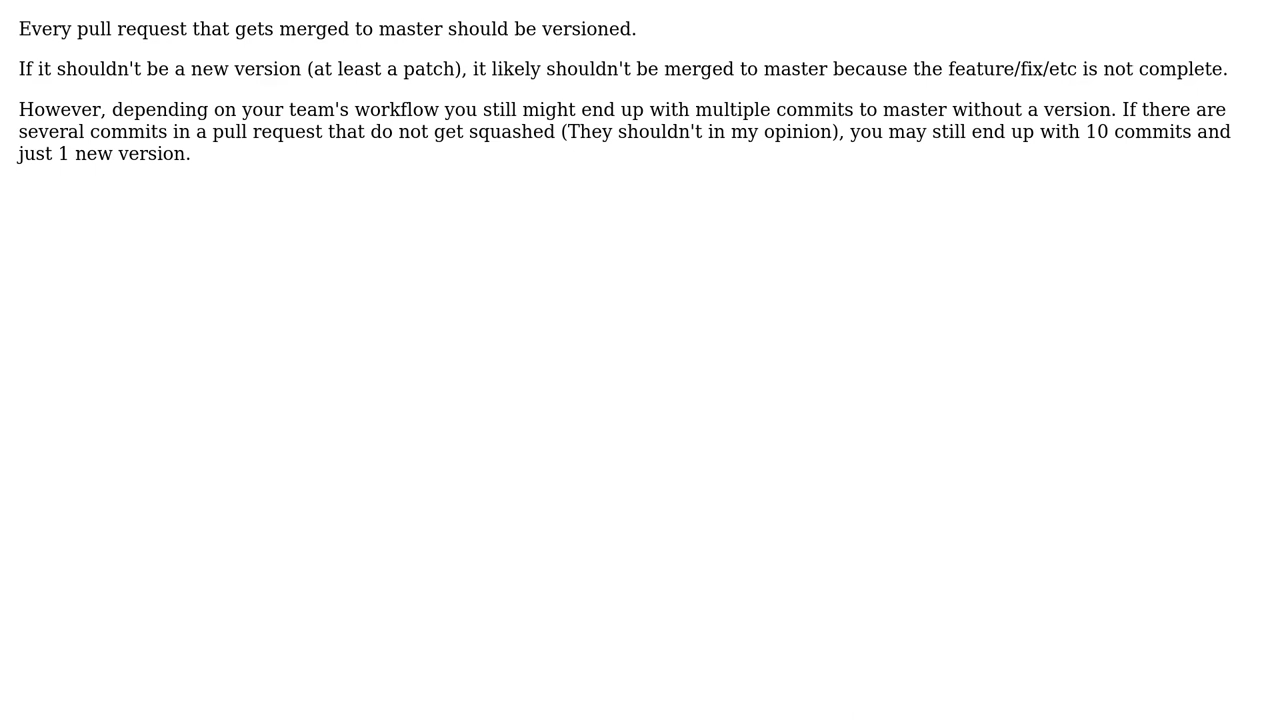 Every pull request that gets merged to master should be versioned.
If it shouldn't be a new version (at least a patch), it likely shouldn't be merged to master because the feature/fix/etc is not complete.
However, depending on your team's workflow you still might end up with multiple commits to master without a version. If there are
several commits in a pull request that do not get squashed (They shouldn't in my opinion), you may still end up with 10 commits and
just 1 new version.